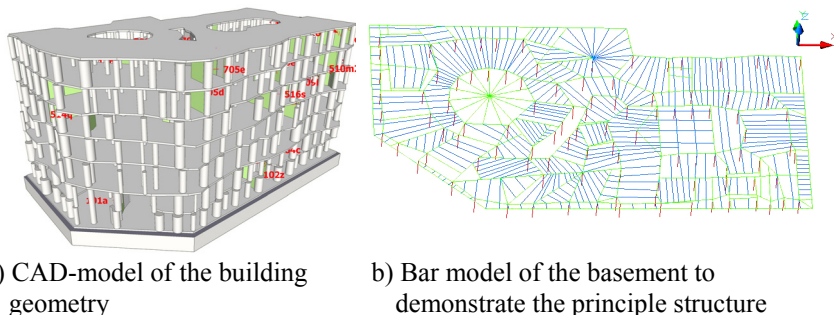 705e
516s
510m
102z
) CAD-model of the building
geometry
b) Bar model of the basement to
demonstrate the principle structure